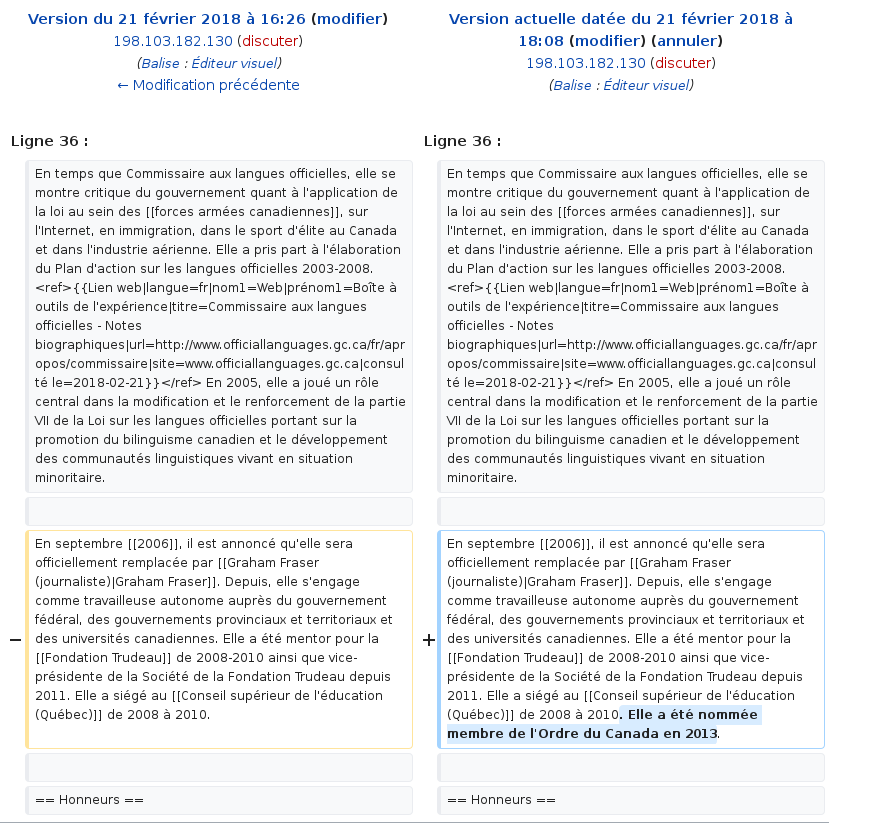 Version du 21 février 2018 à 16:26 (modifier)
198.103.182.130 (discuter)
(Balise : Éditeur visuel)
← Modification précédente
Version actuelle datée du 21 février 2018 à
18:08 (modifier) (annuler)
198.103.182.130 (discuter)
(Balise : Éditeur visuel)
Ligne 36 :
En temps que Commissaire aux langues officielles, elle se
montre critique du gouvernement quant à l'application de
la loi au sein des [[forces armées canadiennes]], sur
l'Internet, en immigration, dans le sport d'élite au Canada
et dans l'industrie aérienne. Elle a pris part à l'élaboration
du Plan d'action sur les langues officielles 2003-2008.
<ref>{{Lien web|langue=fr|nom1=Web|prénom1=Boîte à
outils de l'expérience|titre=Commissaire aux langues
officielles - Notes
biographiques|url=http://www.officiallanguages.gc.ca/fr/apr
opos/commissaire|site=www.officiallanguages.gc.ca|consul
té le=2018-02-21}}</ref> En 2005, elle a joué un rôle
central dans la modification et le renforcement de la partie
VII de la Loi sur les langues officielles portant sur la
promotion du bilinguisme canadien et le développement
des communautés linguistiques vivant en situation
minoritaire.
Ligne 36 :
En temps que Commissaire aux langues officielles, elle se
montre critique du gouvernement quant à l'application de
la loi au sein des [[forces armées canadiennes]], sur
l'Internet, en immigration, dans le sport d'élite au Canada
et dans l'industrie aérienne. Elle a pris part à l'élaboration
du Plan d'action sur les langues officielles 2003-2008.
<ref>{{Lien web|langue=fr|nom1=Web|prénom1=Boîte à
outils de l'expérience|titre=Commissaire aux langues
officielles - Notes
biographiques|url=http://www.officiallanguages.gc.ca/fr/apr
opos/commissaire|site=www.officiallanguages.gc.ca|consul
té le=2018-02-21}}</ref> En 2005, elle a joué un rôle
central dans la modification et le renforcement de la partie
VII de la Loi sur les langues officielles portant sur la
promotion du bilinguisme canadien et le développement
des communautés linguistiques vivant en situation
minoritaire.
−
En septembre [[2006]], il est annoncé qu'elle sera
officiellement remplacée par [[Graham Fraser
(journaliste)|Graham Fraser]]. Depuis, elle s'engage
comme travailleuse autonome auprès du gouvernement
fédéral, des gouvernements provinciaux et territoriaux et
des universités canadiennes. Elle a été mentor pour la
[[Fondation Trudeau]] de 2008-2010 ainsi que vice-
présidente de la Société de la Fondation Trudeau depuis
2011. Elle a siégé au [[Conseil supérieur de l'éducation
(Québec)]] de 2008 à 2010.
+
En septembre [[2006]], il est annoncé qu'elle sera
officiellement remplacée par [[Graham Fraser
(journaliste)|Graham Fraser]]. Depuis, elle s'engage
comme travailleuse autonome auprès du gouvernement
fédéral, des gouvernements provinciaux et territoriaux et
des universités canadiennes. Elle a été mentor pour la
[[Fondation Trudeau]] de 2008-2010 ainsi que vice-
présidente de la Société de la Fondation Trudeau depuis
2011. Elle a siégé au [[Conseil supérieur de l'éducation
(Québec)]] de 2008 à 2010. Elle a été nommée
membre de l'Ordre du Canada en 2013.
== Honneurs ==
== Honneurs ==